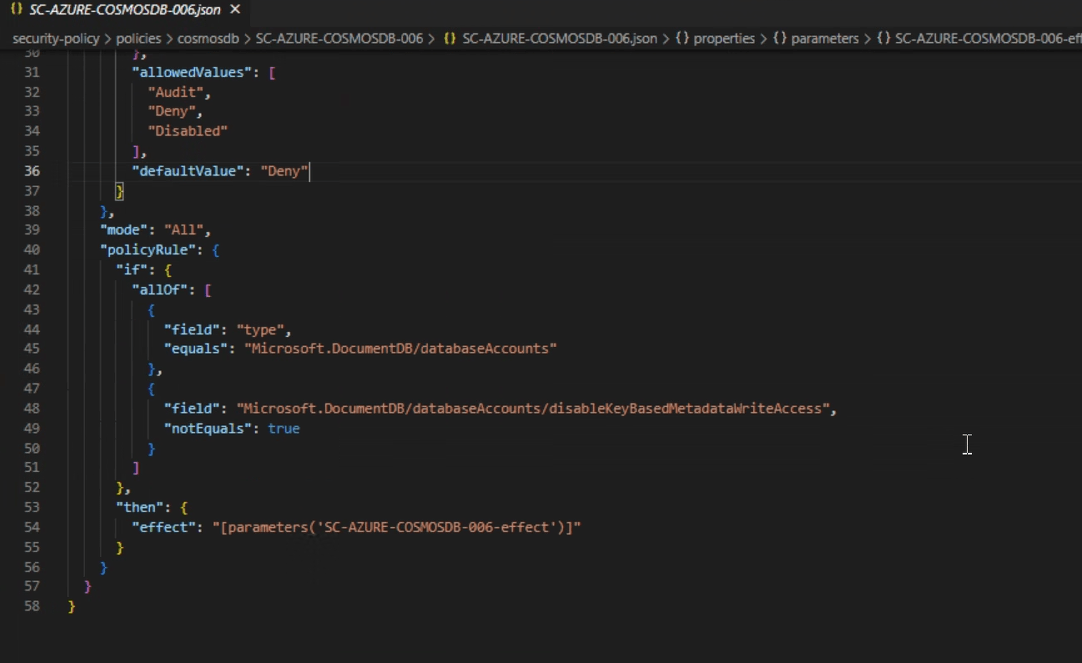 {} SC-AZURE-COSMOSDB-006.json ×
security-policy > policies > cosmosdb > SC-AZURE-COSMOSDB-006 > {} SC-AZURE-COSMOSDB-006.json > {} properties > {} parameters > {} SC-AZURE-COSMOSDB-006-eff
30 },
31 "allowedValues": [
32 "Audit",
33 "Deny",
34 "Disabled"
35 ],
36 "defaultValue": "Deny"
37 }
38 },
39 "mode": "All",
40 "policyRule": {
41 "if": {
42 "allOf": [
43 {
44 "field": "type",
45 "equals": "Microsoft.DocumentDB/databaseAccounts"
46 },
47 {
48 "field": "Microsoft.DocumentDB/databaseAccounts/disableKeyBasedMetadataWriteAccess",
49 "notEquals": true
50 }
51 ]
52 },
53 "then": {
54 "effect": "[parameters('SC-AZURE-COSMOSDB-006-effect')]"
55 }
56 }
57 }
58 }